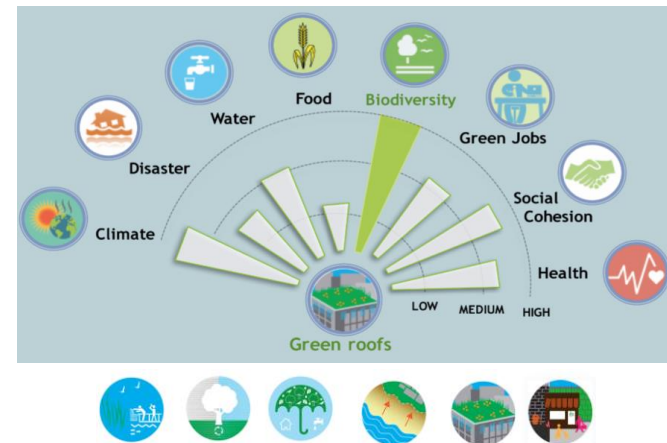 Food
Biodiversity
Water
Green Jobs
Disaster
Social
Cohesion
Climate
Health
LOW
MEDIUM
HIGH
Green roofs